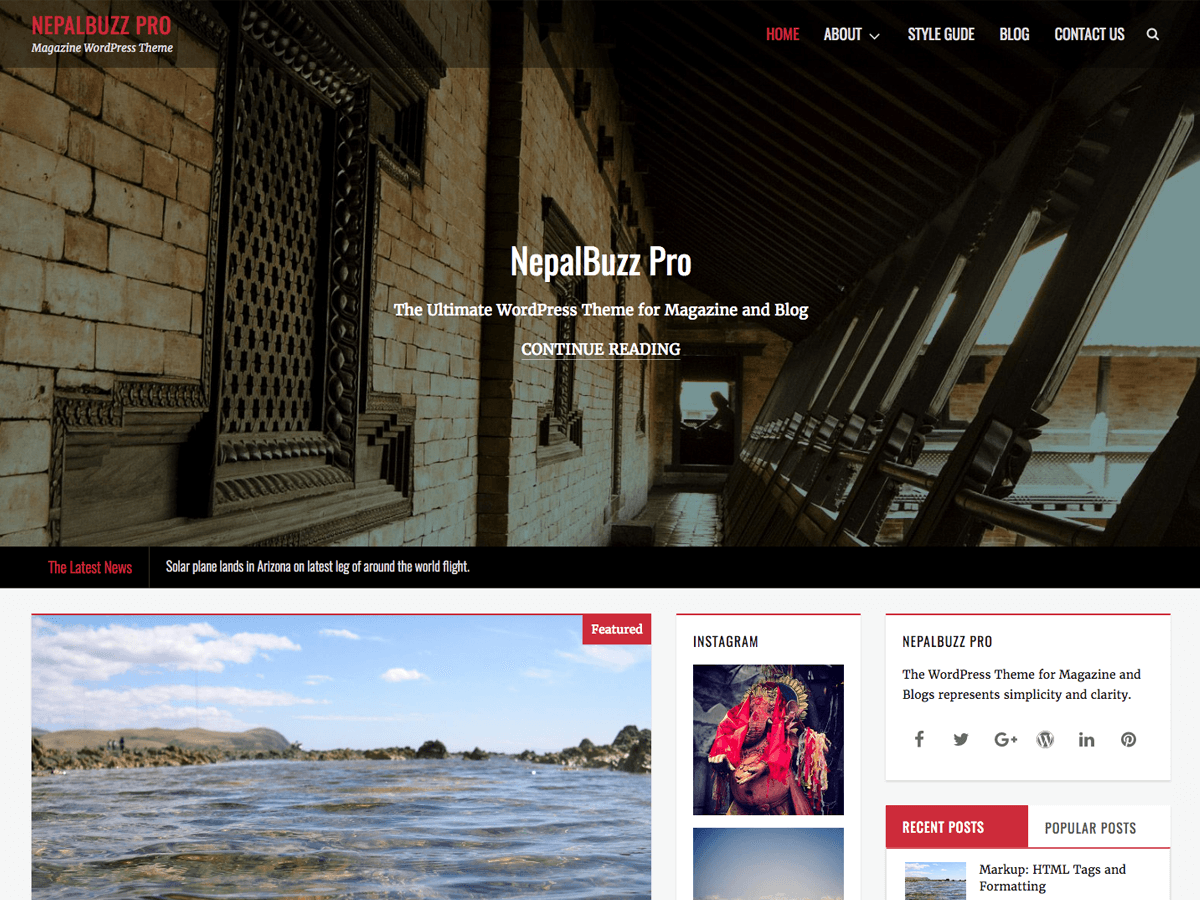 NEPALBUZZ PRO
Magazine WordPress Theme
HOME
ABOUT
STYLE GUDE
BLOG
CONTACT US
NepalBuzz Pro
The Ultimate WordPress Theme for Magazine and Blog
CONTINUE READING
The Latest News
Solar plane lands in Arizona on latest leg of around the world flight.
Featured
INSTAGRAM
NEPALBUZZ PRO
The WordPress Theme for Magazine and
Blogs represents simplicity and clarity.
RECENT POSTS
POPULAR POSTS
Markup: HTML Tags and
Formatting